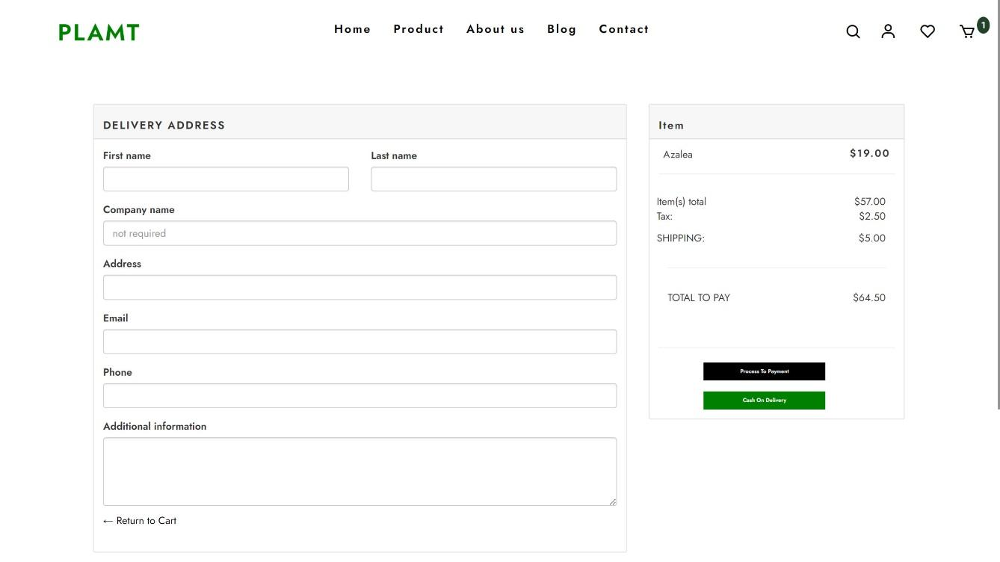 PLAMT
Home Product About us Blog Contact
1
DELIVERY ADDRESS
First name Last name
Company name
not required
Address
Email
Phone
Additional information
← Return to Cart
Item
Azalea $19.00
Item(s) total $57.00
Tax: $2.50
SHIPPING: $5.00
TOTAL TO PAY $64.50
Process To Payment
Cash On Delivery